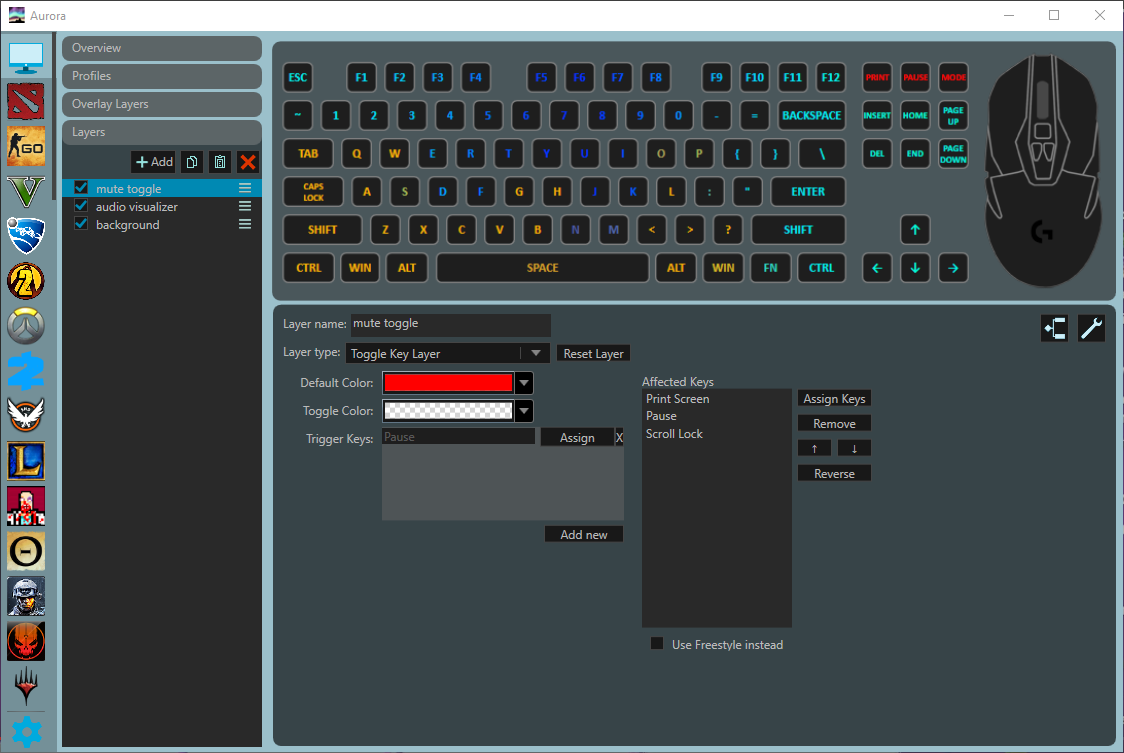 Aurora
Overview
Profiles
Overlay Layers
Layers
+ Add
mute toggle
audio visualizer
background
GO
V
2
L
ESC F1 F2 F3 F4 F5 F6 F7 F8 F9 F10 F11 F12 PRINT PAUSE MODE
~ 1 2 3 4 5 6 7 8 9 0 - = BACKSPACE INSERT HOME PAGE UP
TAB Q W E R T Y U I O P { } \ DEL END PAGE DOWN
CAPS LOCK A S D F G H J K L : " ENTER
SHIFT Z X C V B N M < > ? SHIFT ↑
CTRL WIN ALT SPACE ALT WIN FN CTRL ← ↓ →
G
Layer name: mute toggle
Layer type: Toggle Key Layer Reset Layer
Default Color:
Toggle Color:
Trigger Keys: Pause Assign X
Add new
Affected Keys
Print Screen
Pause
Scroll Lock
Assign Keys
Remove
↑ ↓
Reverse
Use Freestyle instead